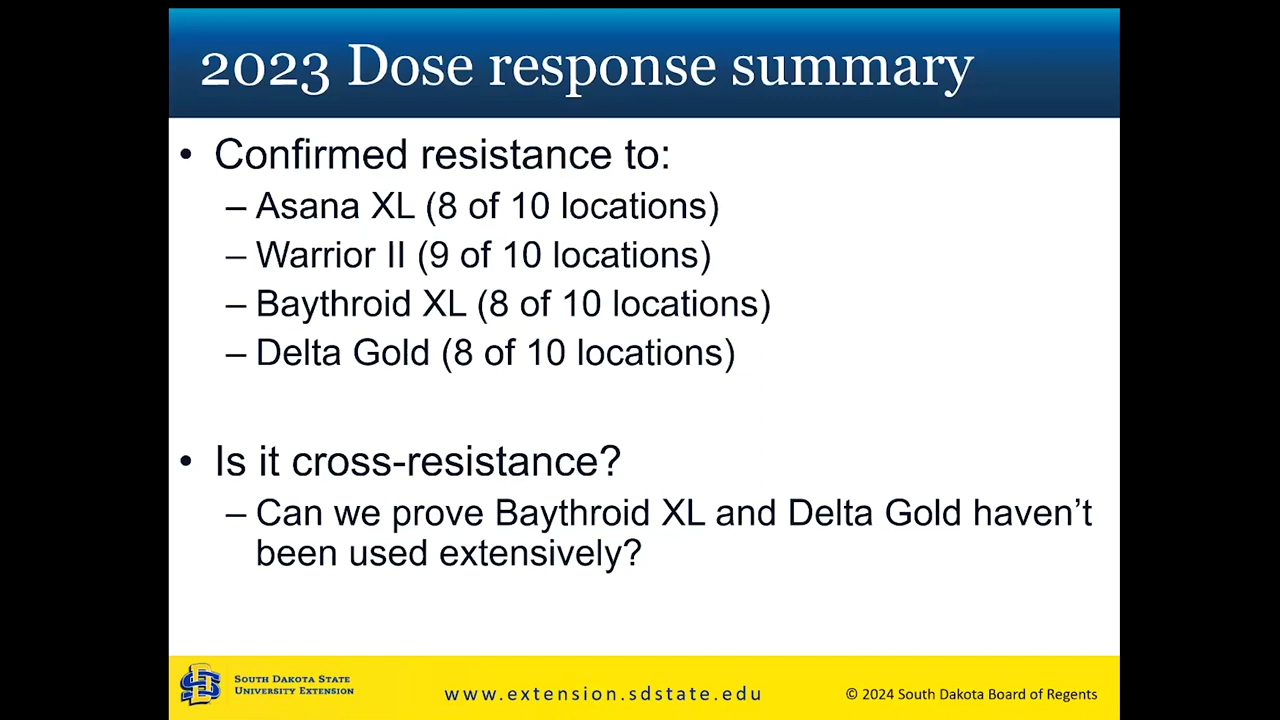 2023 Dose response summary
• Confirmed resistance to:
– Asana XL (8 of 10 locations)
– Warrior II (9 of 10 locations)
– Baythroid XL (8 of 10 locations)
– Delta Gold (8 of 10 locations)
• Is it cross-resistance?
– Can we prove Baythroid XL and Delta Gold haven’t
been used extensively?
SOUTH DAKOTA STATE
UNIVERSITY EXTENSION
www.extension.sdstate.edu
© 2024 South Dakota Board of Regents